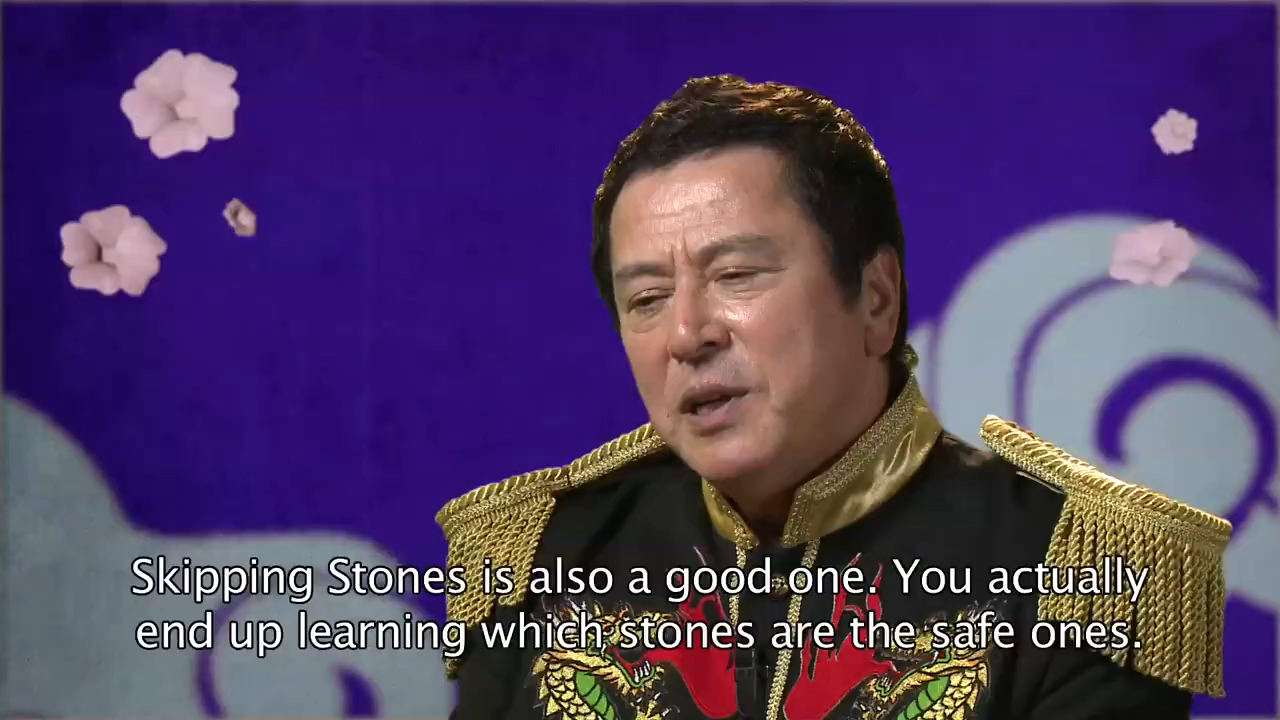 Skipping Stones is also a good one. You actually
end up learning which stones are the safe ones.